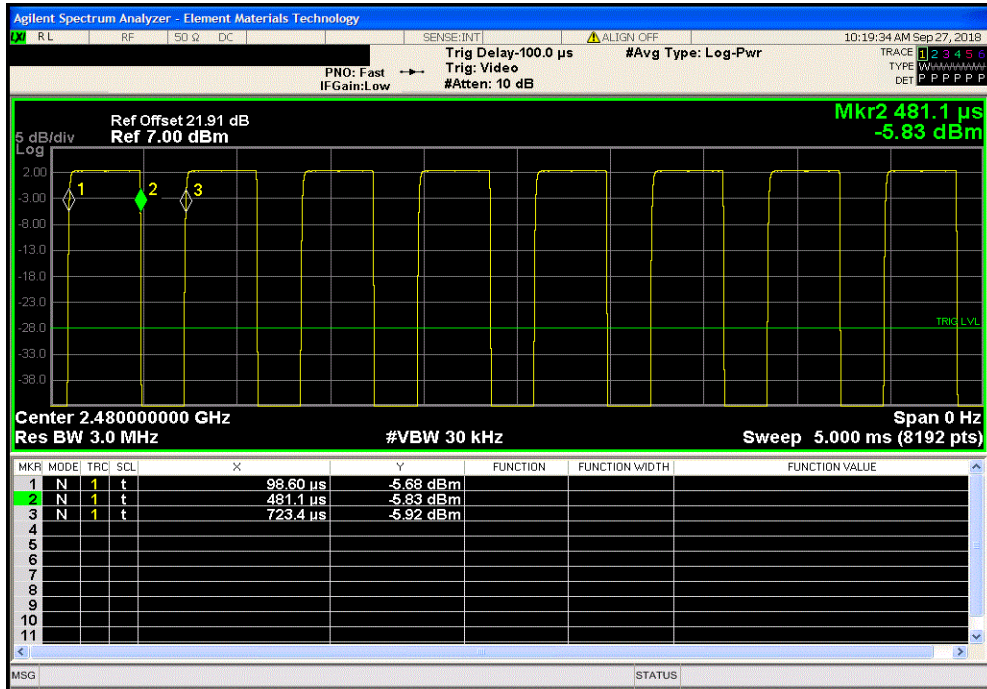 Agilent Spectrum Analyzer - Element Materials Technology
LXI RL RF 50 Ω DC SENSE:INT ALIGN OFF 10:19:34 AM Sep 27, 2018
Trig Delay-100.0 µs #Avg Type: Log-Pwr TRACE 1 2 3 4 5 6
PNO: Fast Trig: Video TYPE WWWWWW
IFGain:Low #Atten: 10 dB DET P P P P P P
Mkr2 481.1 µs
Ref Offset 21.91 dB
5 dB/div Ref 7.00 dBm -5.83 dBm
Log
2.00
1 2 3
-3.00
-8.00
-13.0
-18.0
-23.0
TRIG LVL
-28.0
-33.0
-38.0
Center 2.480000000 GHz Span 0 Hz
Res BW 3.0 MHz #VBW 30 kHz Sweep 5.000 ms (8192 pts)
MKR MODE TRC SCL X Y FUNCTION FUNCTION WIDTH FUNCTION VALUE
1 N 1 t 98.60 µs -5.68 dBm
2 N 1 t 481.1 µs -5.83 dBm
3 N 1 t 723.4 µs -5.92 dBm
4
5
6
7
8
9
10
11
MSG STATUS